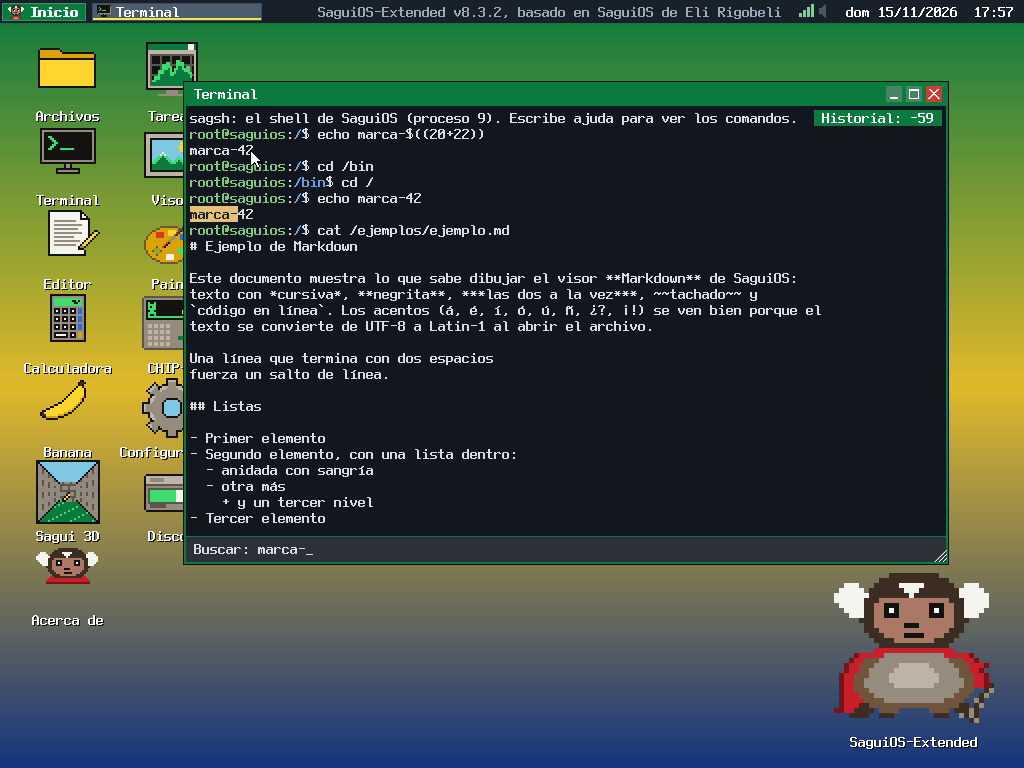 Inicio
Terminal
SaguiOS-Extended v8.3.2, basado en SaguiOS de Eli Rigobeli
dom 15/11/2026 17:57
Archivos
Terminal
Editor
Calculadora
Banana
Sagui 3D
Acerca de
Tarea
Viso
Pain
CHIP
Configur
Disco
Terminal
sagsh: el shell de SaguiOS (proceso 9). Escribe ayuda para ver los comandos.
Historial: -59
root@saguios:/$ echo marca-$((20+22))
marca-42
root@saguios:/$ cd /bin
root@saguios:/bin$ cd /
root@saguios:/$ echo marca-42
marca-42
root@saguios:/$ cat /ejemplos/ejemplo.md
# Ejemplo de Markdown
Este documento muestra lo que sabe dibujar el visor **Markdown** de SaguiOS:
texto con *cursiva*, **negrita**, ***las dos a la vez***, ~~tachado~~ y
`código en línea`. Los acentos (á, é, í, ó, ú, ñ, ¿?, ¡!) se ven bien porque el
texto se convierte de UTF-8 a Latin-1 al abrir el archivo.
Una línea que termina con dos espacios
fuerza un salto de línea.
## Listas
- Primer elemento
- Segundo elemento, con una lista dentro:
- anidada con sangría
- otra más
+ y un tercer nivel
- Tercer elemento
Buscar: marca-_
SaguiOS-Extended